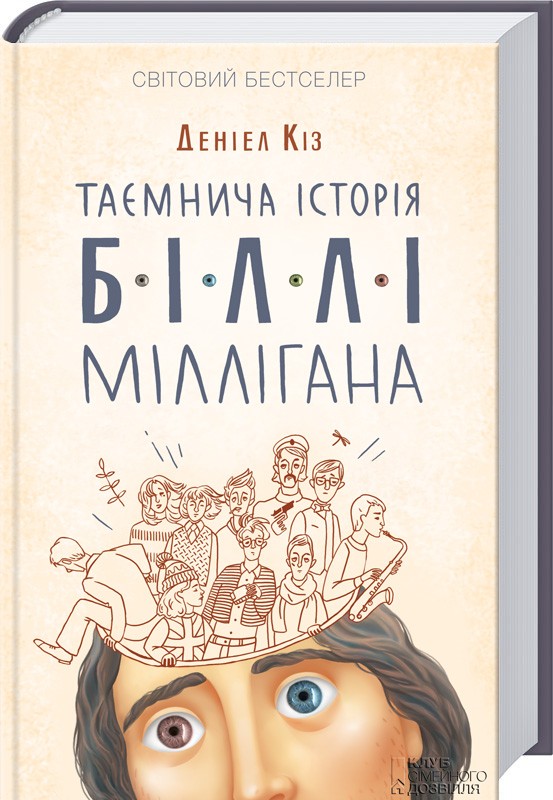 СВІТОВИЙ БЕСТСЕЛЕР
ДЕНІЕЛ КІЗ
ТАЄМНИЧА ІСТОРІЯ
Б·І·Л·Л·І
МІЛЛІГАНА
КЛУБ
СІМЕЙНОГО
ДОЗВІЛЛЯ